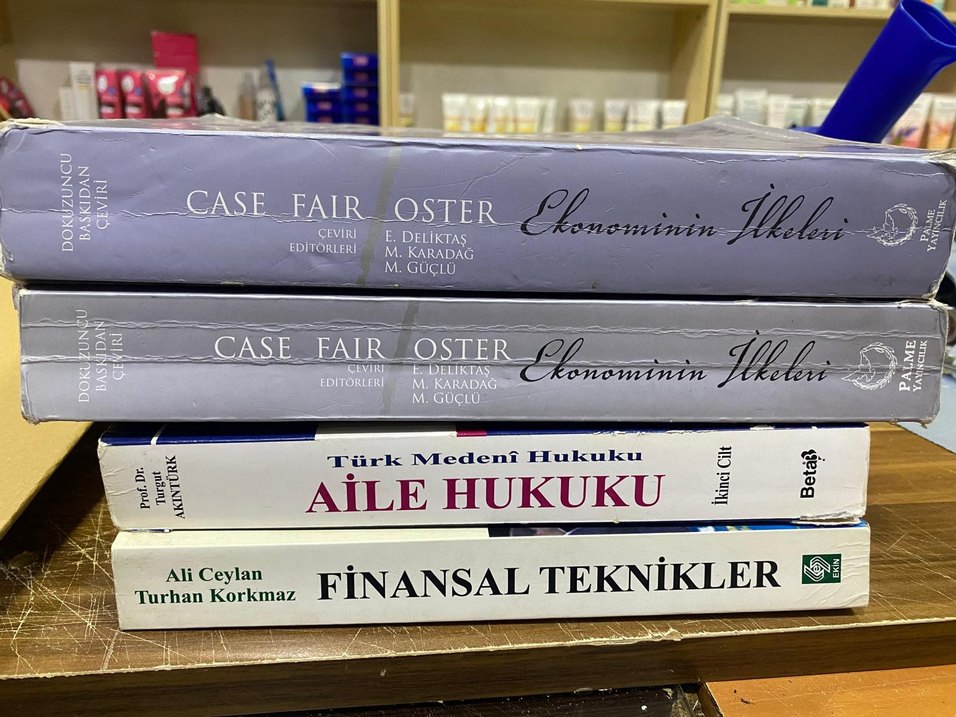 DOKUZUNCU
BASKIDAN
ÇEVİRİ
CASE FAIR OSTER
ÇEVİRİ
EDİTÖRLERİ
E. DELİKTAŞ
M. KARADAĞ
M. GÜÇLÜ
Ekonominin İlkeleri
PALME
YAYINCILIK
DOKUZUNCU
BASKIDAN
ÇEVİRİ
CASE FAIR OSTER
ÇEVİRİ
EDİTÖRLERİ
E. DELİKTAŞ
M. KARADAĞ
M. GÜÇLÜ
Ekonominin İlkeleri
PALME
YAYINCILIK
Prof. Dr.
Turgut
AKINTÜRK
Türk Medenî Hukuku
AİLE HUKUKU
İkinci Cilt
Betaş
Ali Ceylan
Turhan Korkmaz
FİNANSAL TEKNİKLER
EKİN